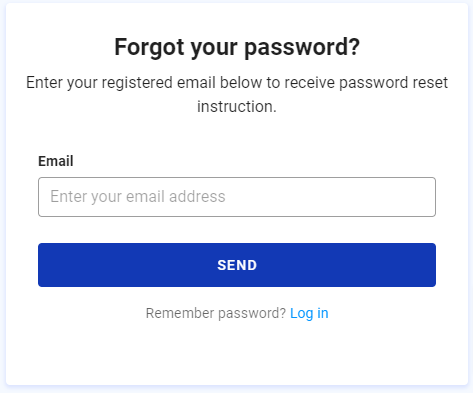 Forgot your password?
Enter your registered email below to receive password reset
instruction.
Email
Enter your email address
SEND
Remember password? Log in